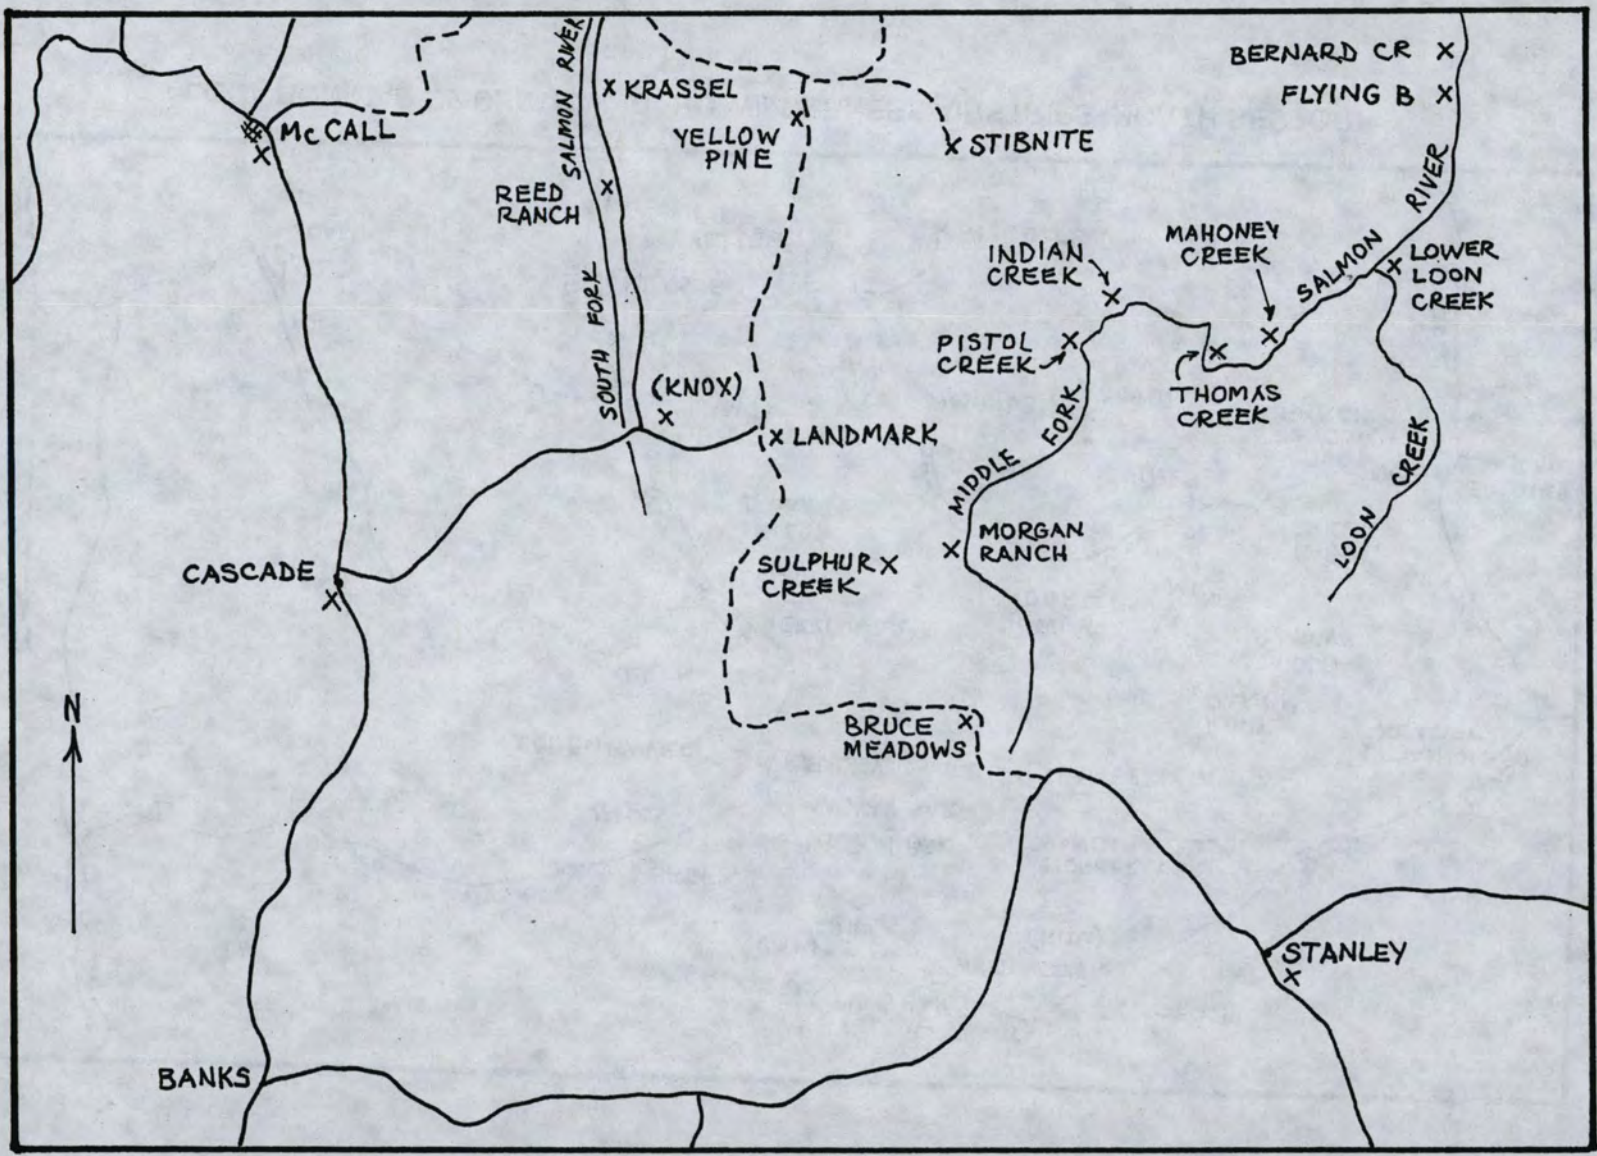 BERNARD CR X
FLYING B X
SALMON RIVER
X KRASSEL
McCALL
X
YELLOW X
PINE
X STIBNITE
REED X
RANCH
SOUTH FORK
INDIAN
CREEK X
MAHONEY
CREEK
X
SALMON RIVER
X LOWER
LOON
CREEK
PISTOL X
CREEK
THOMAS X
CREEK
(KNOX)
X
X LANDMARK
MIDDLE FORK
LOON CREEK
X MORGAN
RANCH
SULPHUR X
CREEK
CASCADE
X
N
BRUCE X
MEADOWS
STANLEY
X
BANKS